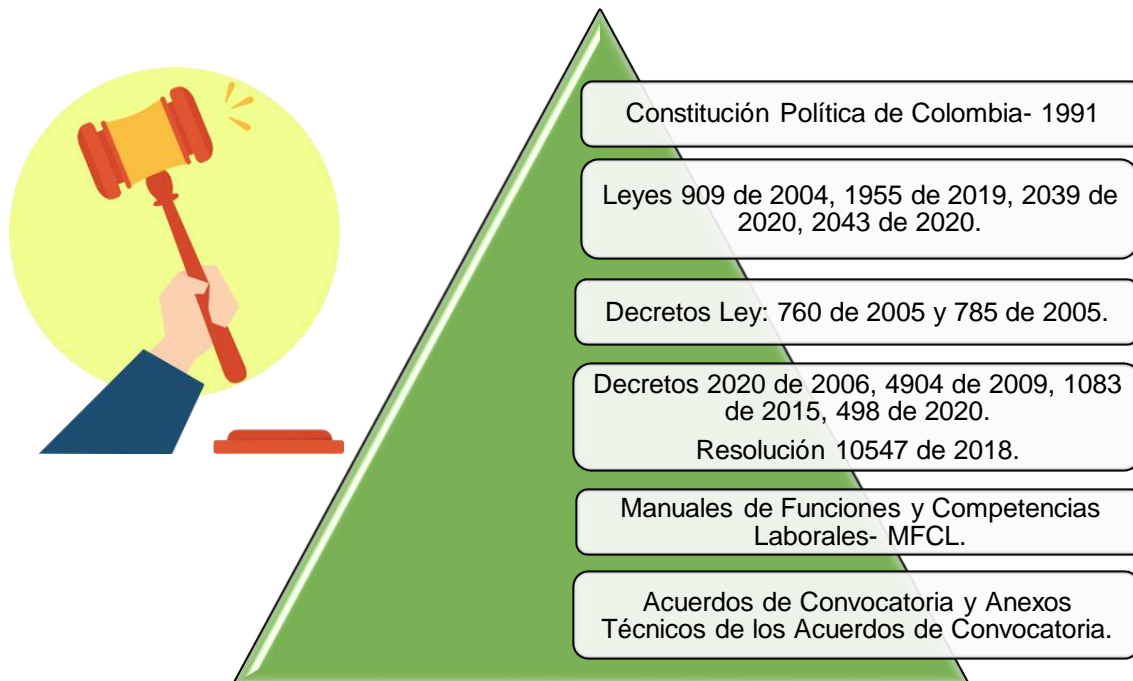 Constitución Política de Colombia- 1991
Leyes 909 de 2004, 1955 de 2019, 2039 de
2020, 2043 de 2020.
Decretos Ley: 760 de 2005 y 785 de 2005.
Decretos 2020 de 2006, 4904 de 2009, 1083
de 2015, 498 de 2020.
Resolución 10547 de 2018.
Manuales de Funciones y Competencias
Laborales- MFCL.
Acuerdos de Convocatoria y Anexos
Técnicos de los Acuerdos de Convocatoria.